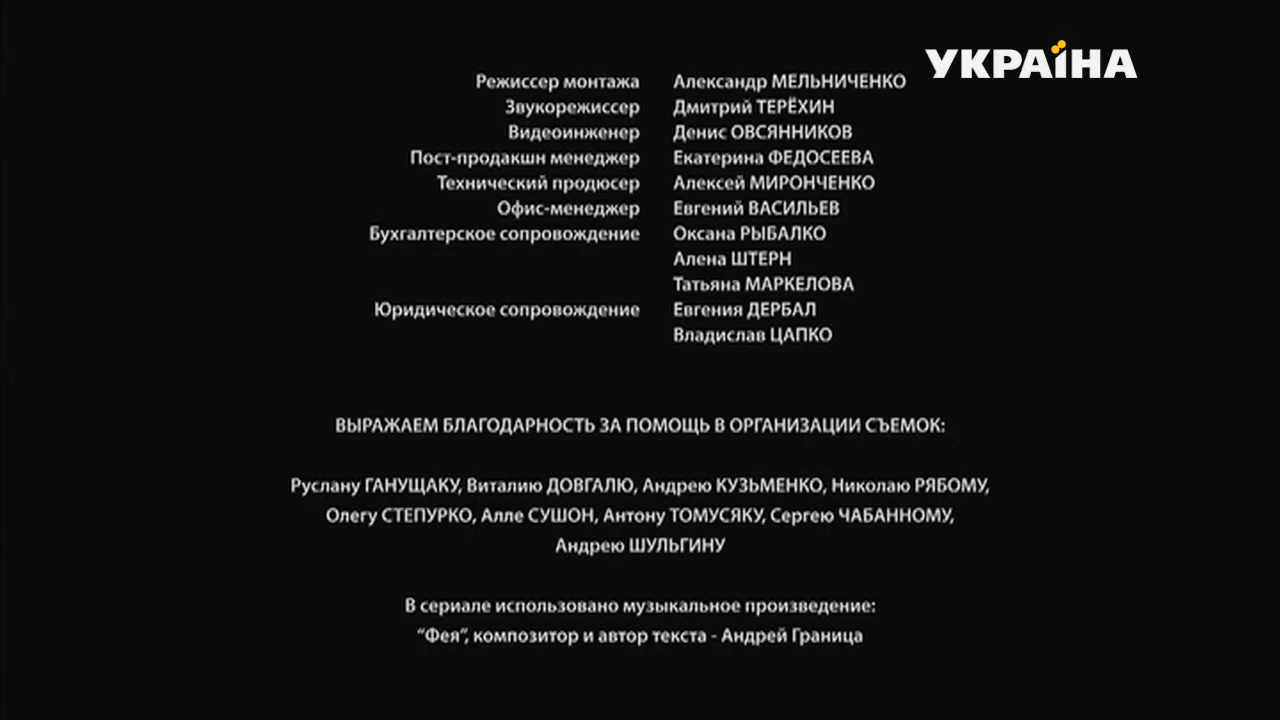 УКРАЇНА
Режиссер монтажа Александр МЕЛЬНИЧЕНКО
Звукорежиссер Дмитрий ТЕРЁХИН
Видеоинженер Денис ОВСЯННИКОВ
Пост-продакшн менеджер Екатерина ФЕДОСЕЕВА
Технический продюсер Алексей МИРОНЧЕНКО
Офис-менеджер Евгений ВАСИЛЬЕВ
Бухгалтерское сопровождение Оксана РЫБАЛКО
Алена ШТЕРН
Татьяна МАРКЕЛОВА
Юридическое сопровождение Евгения ДЕРБАЛ
Владислав ЦАПКО
ВЫРАЖАЕМ БЛАГОДАРНОСТЬ ЗА ПОМОЩЬ В ОРГАНИЗАЦИИ СЪЕМОК:
Руслану ГАНУЩАКУ, Виталию ДОВГАЛЮ, Андрею КУЗЬМЕНКО, Николаю РЯБОМУ,
Олегу СТЕПУРКО, Алле СУШОН, Антону ТОМУСЯКУ, Сергею ЧАБАННОМУ,
Андрею ШУЛЬГИНУ
В сериале использовано музыкальное произведение:
“Фея“, композитор и автор текста - Андрей Граница